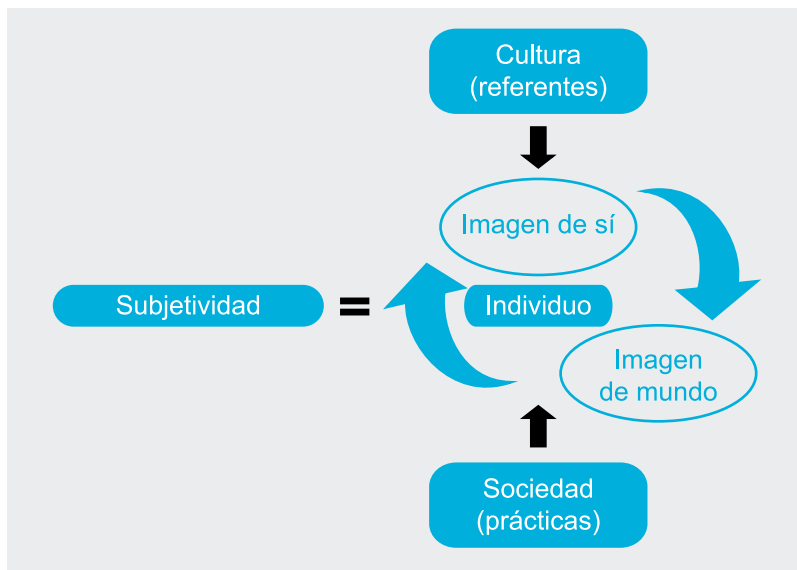 Cultura
(referentes)
Imagen de sí
Subjetividad
=
Individuo
Imagen
de mundo
Sociedad
(prácticas)